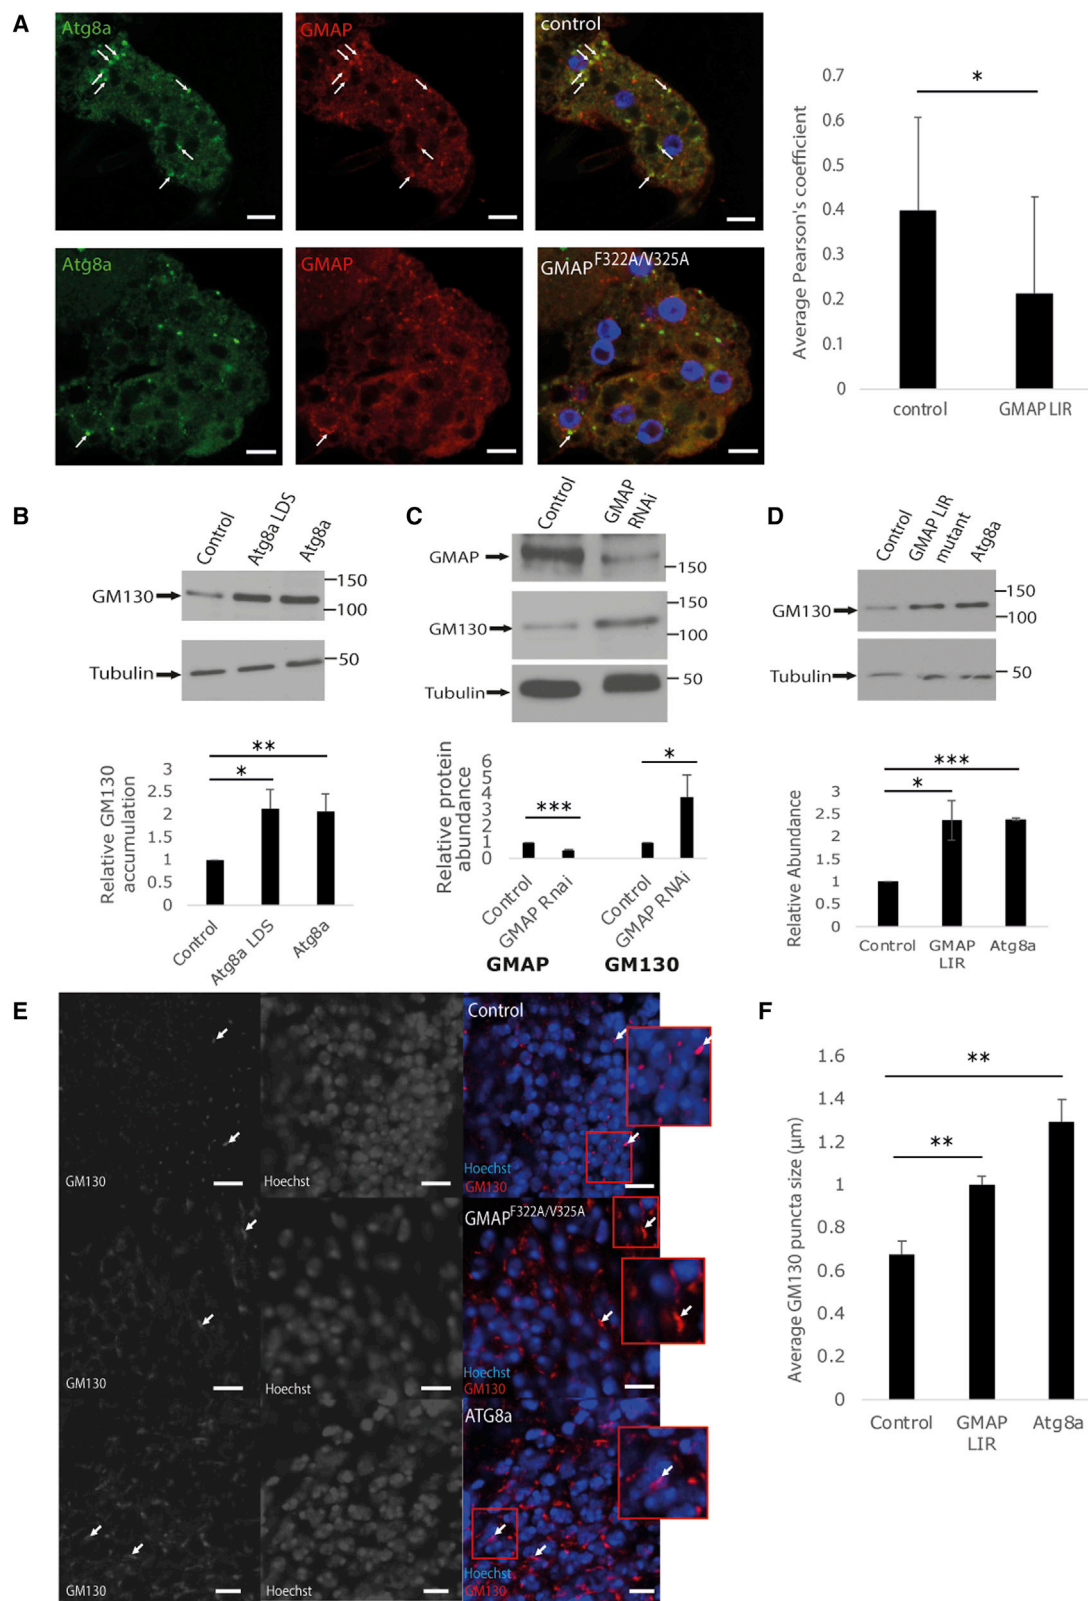 A
Atg8a
GMAP
control
Atg8a
GMAP
GMAP^F322A/V325A
Average Pearson's coefficient
0.7
0.6
0.5
0.4
0.3
0.2
0.1
0
*
control
GMAP LIR
B
Control
Atg8a LDS
Atg8a
GM130
150
100
Tubulin
50
Relative GM130
accumulation
3
2.5
2
1.5
1
0.5
0
**
*
Control
Atg8a LDS
Atg8a
C
Control
GMAP
RNAi
GMAP
150
GM130
150
100
Tubulin
50
Relative protein
abundance
6
5
4
3
2
1
0
***
*
Control
GMAP Rnai
Control
GMAP RNAi
GMAP
GM130
D
Control
GMAP LIR
mutant
Atg8a
GM130
150
100
Tubulin
50
Relative Abundance
3
2.5
2
1.5
1
0.5
0
***
*
Control
GMAP
LIR
Atg8a
E
GM130
Hoechst
Control
Hoechst
GM130
GM130
Hoechst
GMAP^F322A/V325A
Hoechst
GM130
GM130
Hoechst
ATG8a
Hoechst
GM130
F
Average GM130 puncta size (µm)
1.6
1.4
1.2
1
0.8
0.6
0.4
0.2
0
**
**
Control
GMAP
LIR
Atg8a